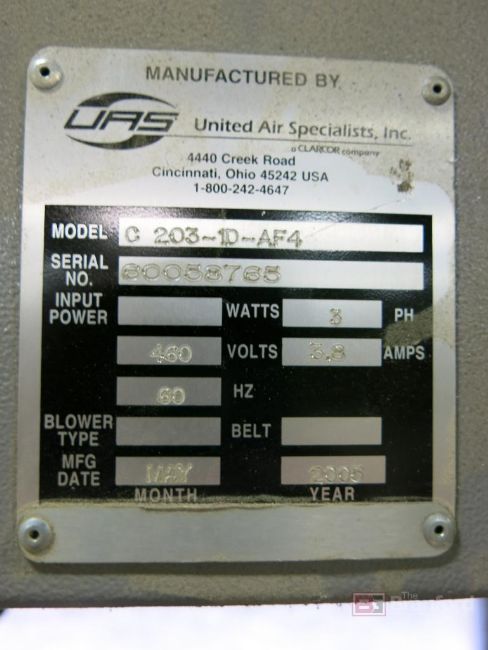 MANUFACTURED BY
UAS
United Air Specialists, Inc.
a CLARCOR company
4440 Creek Road
Cincinnati, Ohio 45242 USA
1-800-242-4647
MODEL C 203-1D-AF4
SERIAL NO. 60058765
INPUT POWER WATTS 3 PH
460 VOLTS 3.8 AMPS
60 HZ
BLOWER TYPE BELT
MFG DATE MAY 2005
MONTH YEAR
The